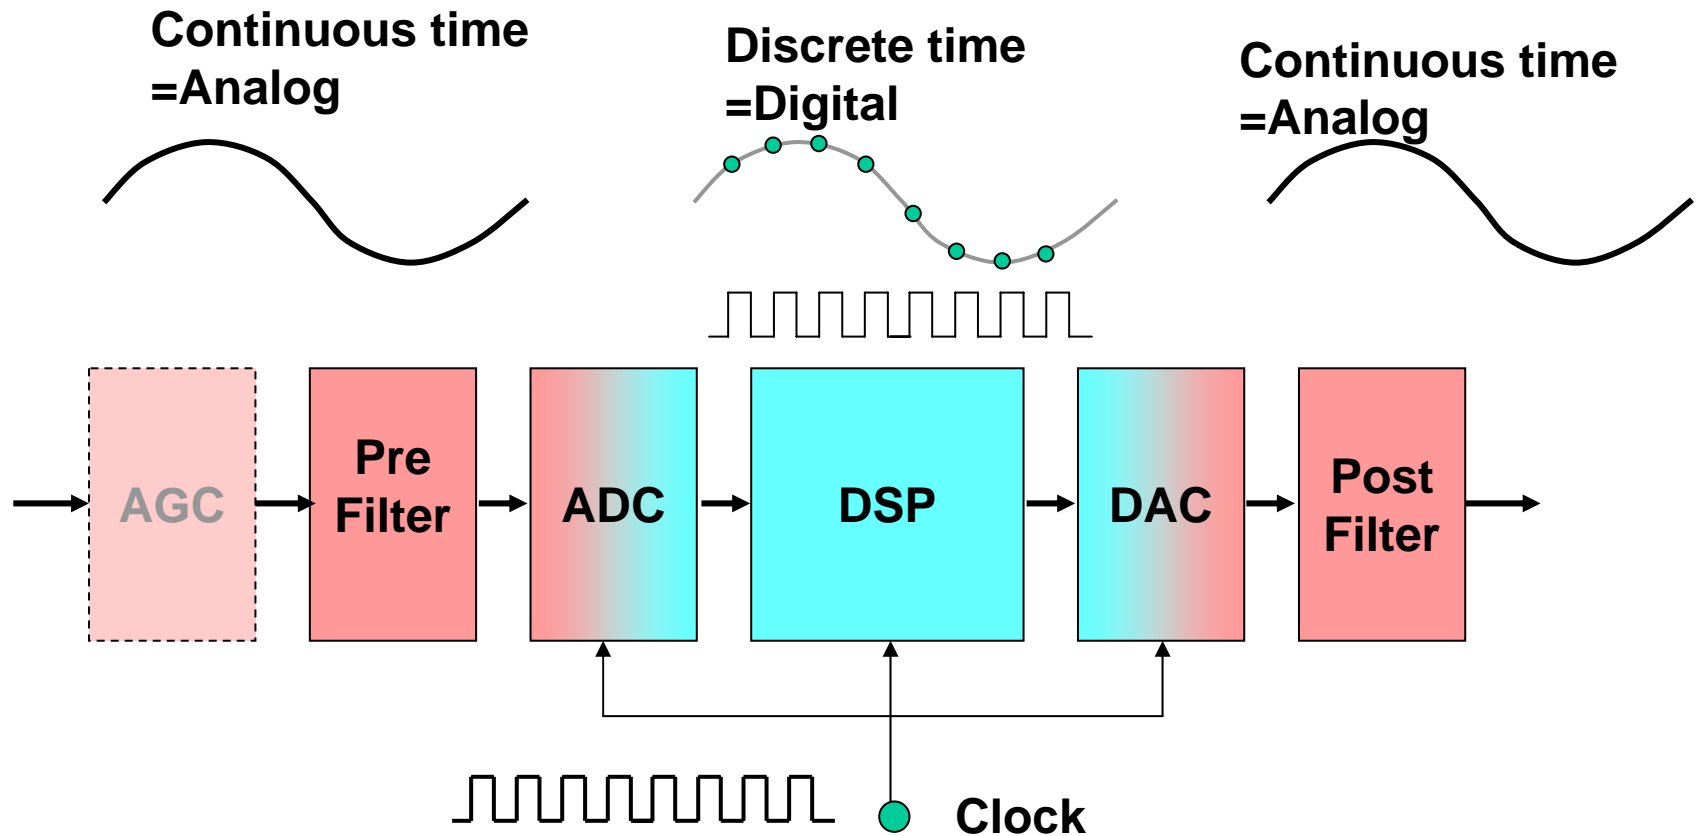 Continuous time
=Analog
Discrete time
=Digital
Continuous time
=Analog
AGC
Pre
Filter
ADC
DSP
DAC
Post
Filter
Clock